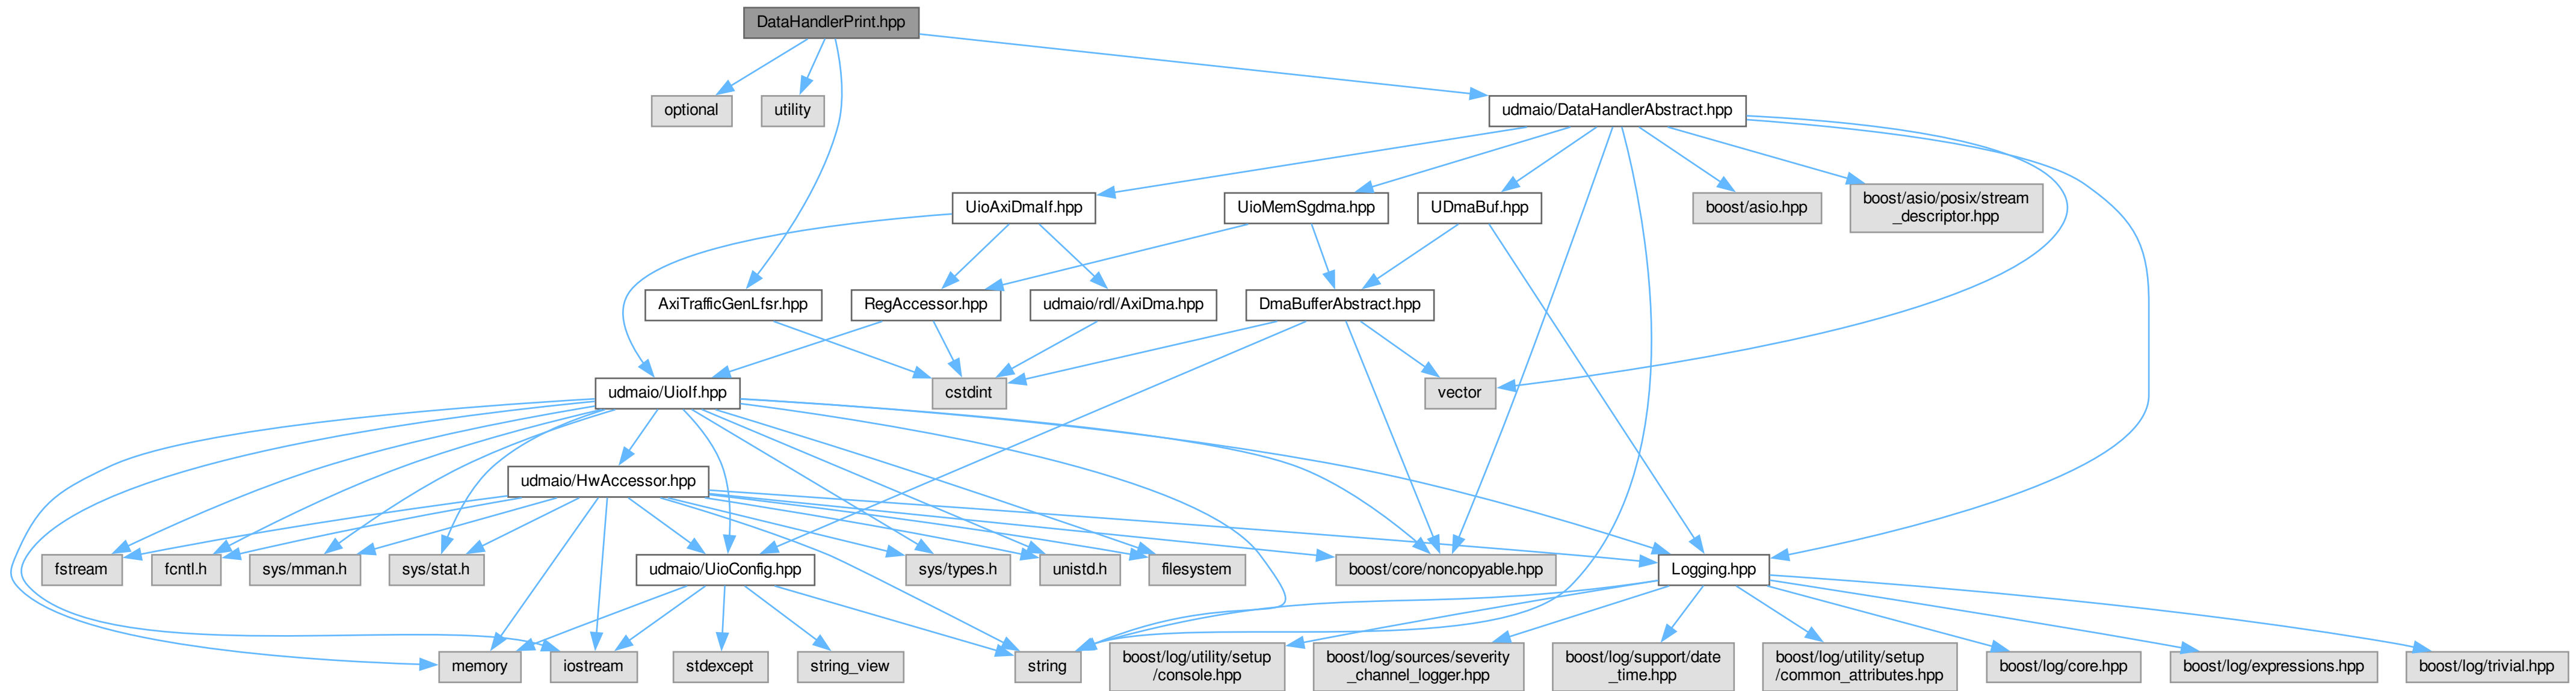 DataHandlerPrint.hpp
optional
utility
udmaio/DataHandlerAbstract.hpp
UioAxiDmaIf.hpp
UioMemSgdma.hpp
UDmaBuf.hpp
boost/asio.hpp
boost/asio/posix/stream
_descriptor.hpp
AxiTrafficGenLfsr.hpp
RegAccessor.hpp
udmaio/rdl/AxiDma.hpp
DmaBufferAbstract.hpp
udmaio/UioIf.hpp
cstdint
vector
udmaio/HwAccessor.hpp
fstream
fcntl.h
sys/mman.h
sys/stat.h
udmaio/UioConfig.hpp
sys/types.h
unistd.h
filesystem
boost/core/noncopyable.hpp
Logging.hpp
memory
iostream
stdexcept
string_view
string
boost/log/utility/setup
/console.hpp
boost/log/sources/severity
_channel_logger.hpp
boost/log/support/date
_time.hpp
boost/log/utility/setup
/common_attributes.hpp
boost/log/core.hpp
boost/log/expressions.hpp
boost/log/trivial.hpp